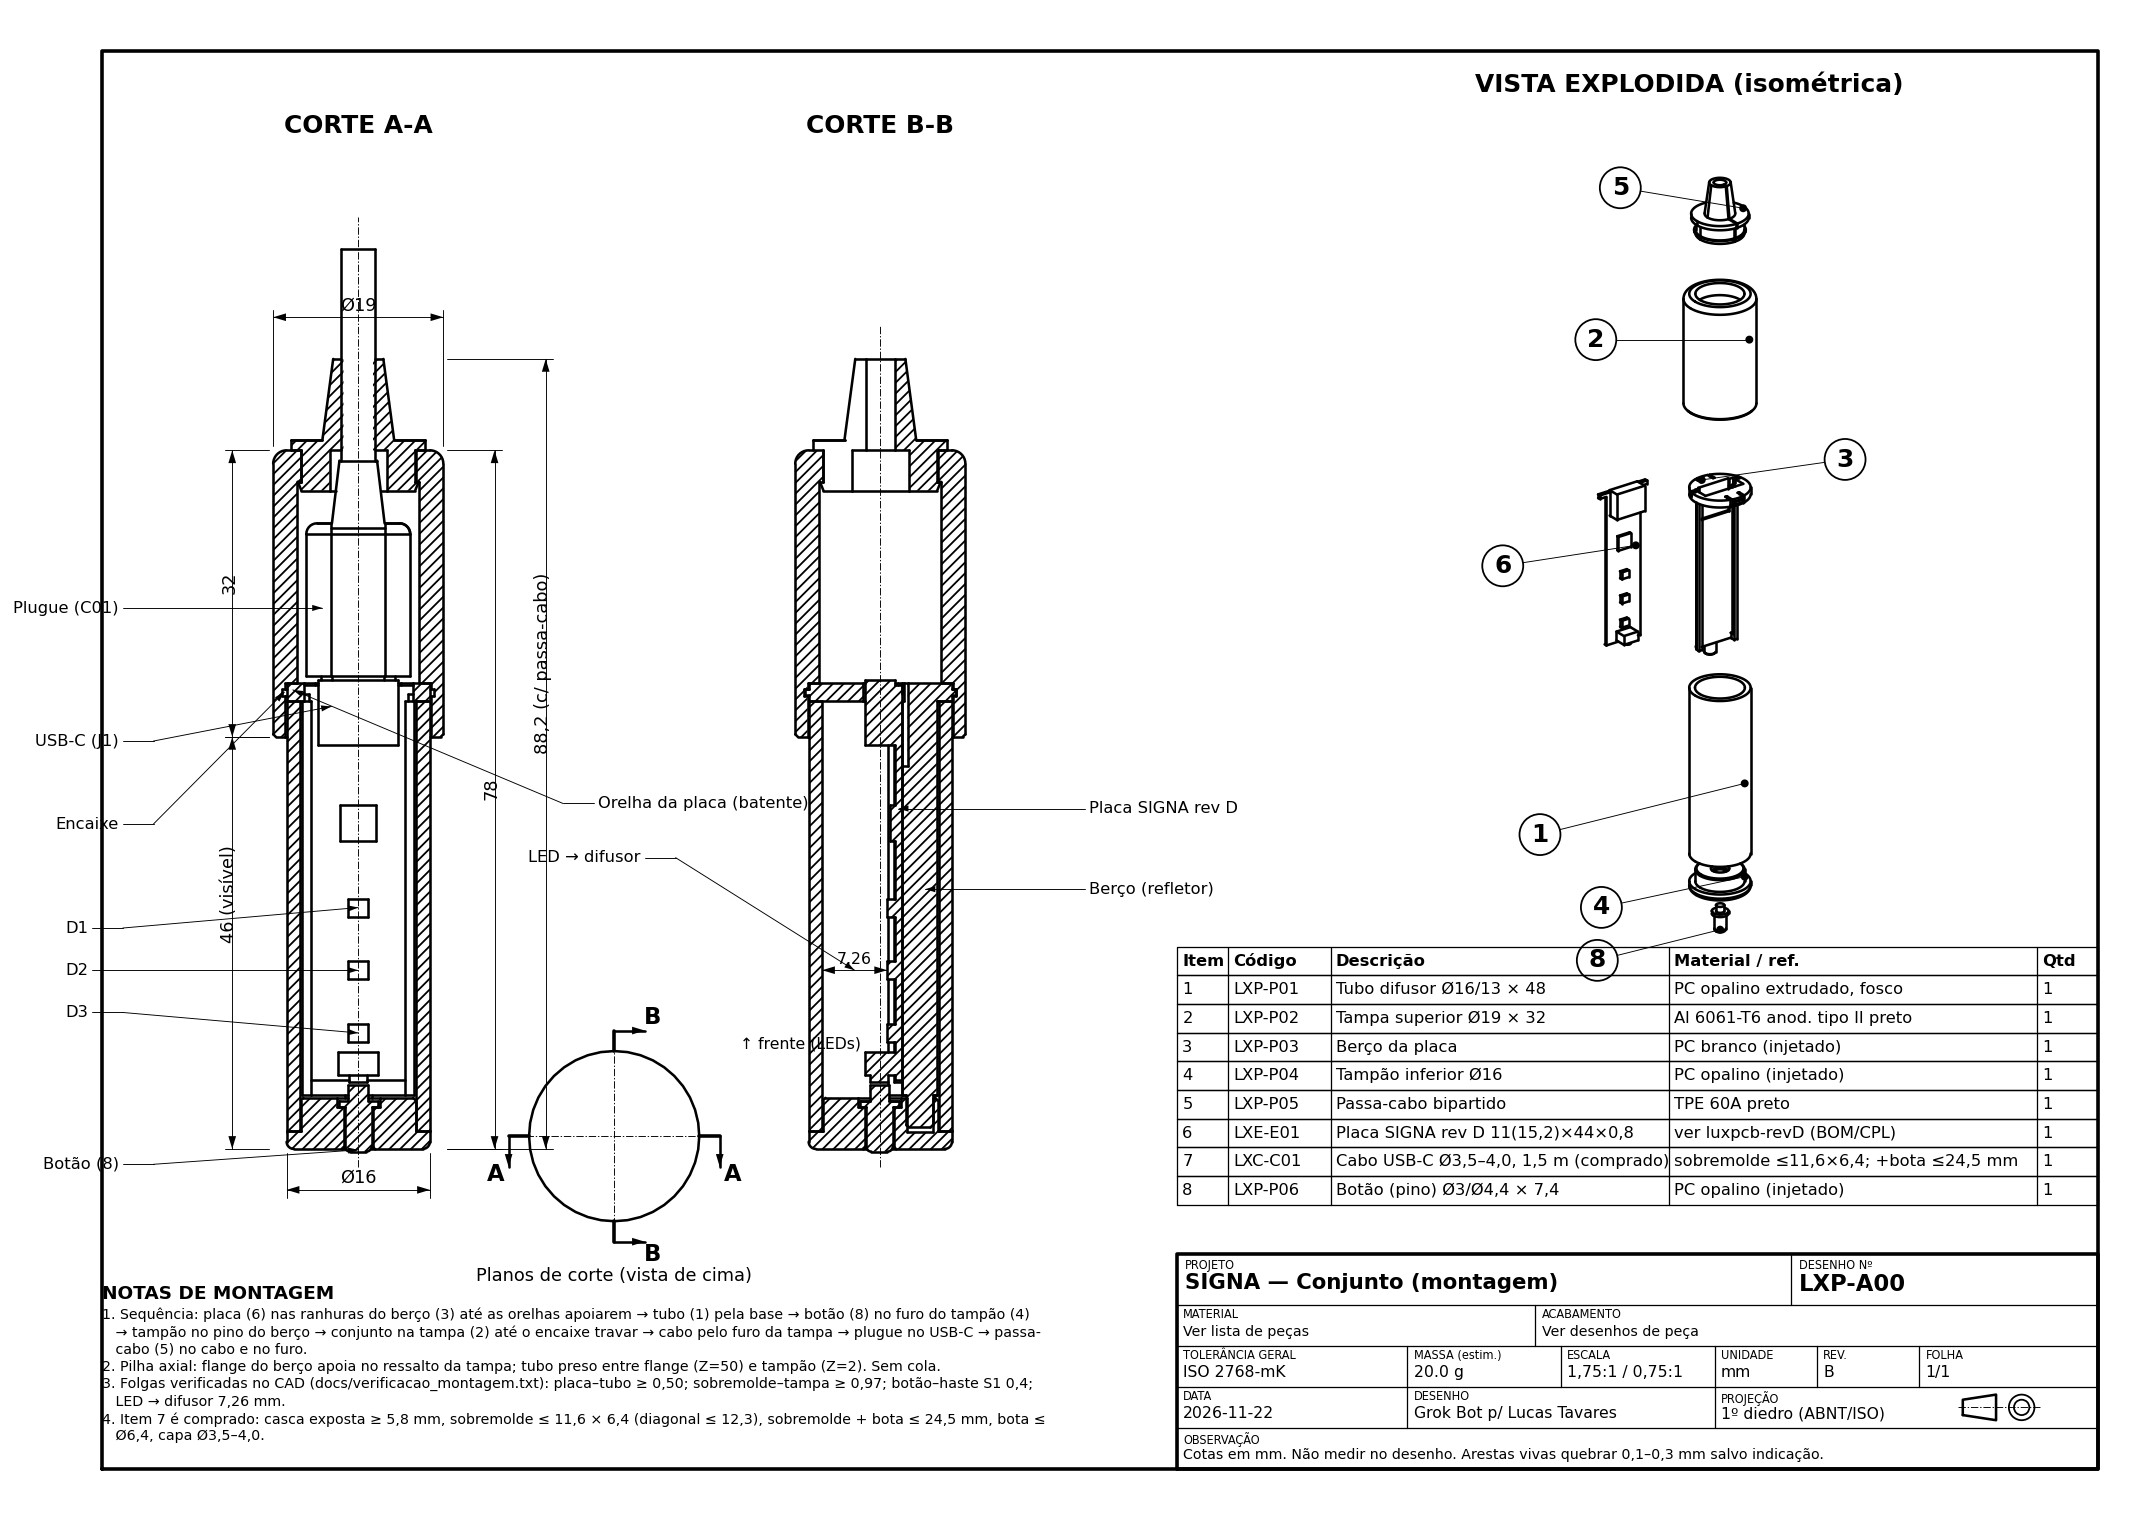 VISTA EXPLODIDA (isométrica)
CORTE A-A
CORTE B-B
Ø19
32
88,2 (c/ passa-cabo)
78
46 (visível)
Ø16
7,26
Plugue (C01)
USB-C (J1)
Encaixe
D1
D2
D3
Botão (8)
Orelha da placa (batente)
LED → difusor
Placa SIGNA rev D
Berço (refletor)
↑ frente (LEDs)
B
A
A
B
Planos de corte (vista de cima)
5
2
3
6
1
4
8
Item Código Descrição Material / ref. Qtd
1 LXP-P01 Tubo difusor Ø16/13 × 48 PC opalino extrudado, fosco 1
2 LXP-P02 Tampa superior Ø19 × 32 Al 6061-T6 anod. tipo II preto 1
3 LXP-P03 Berço da placa PC branco (injetado) 1
4 LXP-P04 Tampão inferior Ø16 PC opalino (injetado) 1
5 LXP-P05 Passa-cabo bipartido TPE 60A preto 1
6 LXE-E01 Placa SIGNA rev D 11(15,2)×44×0,8 ver luxpcb-revD (BOM/CPL) 1
7 LXC-C01 Cabo USB-C Ø3,5–4,0, 1,5 m (comprado) sobremolde ≤11,6×6,4; +bota ≤24,5 mm 1
8 LXP-P06 Botão (pino) Ø3/Ø4,4 × 7,4 PC opalino (injetado) 1
NOTAS DE MONTAGEM
1. Sequência: placa (6) nas ranhuras do berço (3) até as orelhas apoiarem → tubo (1) pela base → botão (8) no furo do tampão (4)
→ tampão no pino do berço → conjunto na tampa (2) até o encaixe travar → cabo pelo furo da tampa → plugue no USB-C → passa-
cabo (5) no cabo e no furo.
2. Pilha axial: flange do berço apoia no ressalto da tampa; tubo preso entre flange (Z=50) e tampão (Z=2). Sem cola.
3. Folgas verificadas no CAD (docs/verificacao_montagem.txt): placa–tubo ≥ 0,50; sobremolde–tampa ≥ 0,97; botão–haste S1 0,4;
LED → difusor 7,26 mm.
4. Item 7 é comprado: casca exposta ≥ 5,8 mm, sobremolde ≤ 11,6 × 6,4 (diagonal ≤ 12,3), sobremolde + bota ≤ 24,5 mm, bota ≤
Ø6,4, capa Ø3,5–4,0.
PROJETO
SIGNA — Conjunto (montagem)
DESENHO Nº
LXP-A00
MATERIAL
Ver lista de peças
ACABAMENTO
Ver desenhos de peça
TOLERÂNCIA GERAL
ISO 2768-mK
MASSA (estim.)
20.0 g
ESCALA
1,75:1 / 0,75:1
UNIDADE
mm
REV.
B
FOLHA
1/1
DATA
2026-11-22
DESENHO
Grok Bot p/ Lucas Tavares
PROJEÇÃO
1º diedro (ABNT/ISO)
OBSERVAÇÃO
Cotas em mm. Não medir no desenho. Arestas vivas quebrar 0,1–0,3 mm salvo indicação.